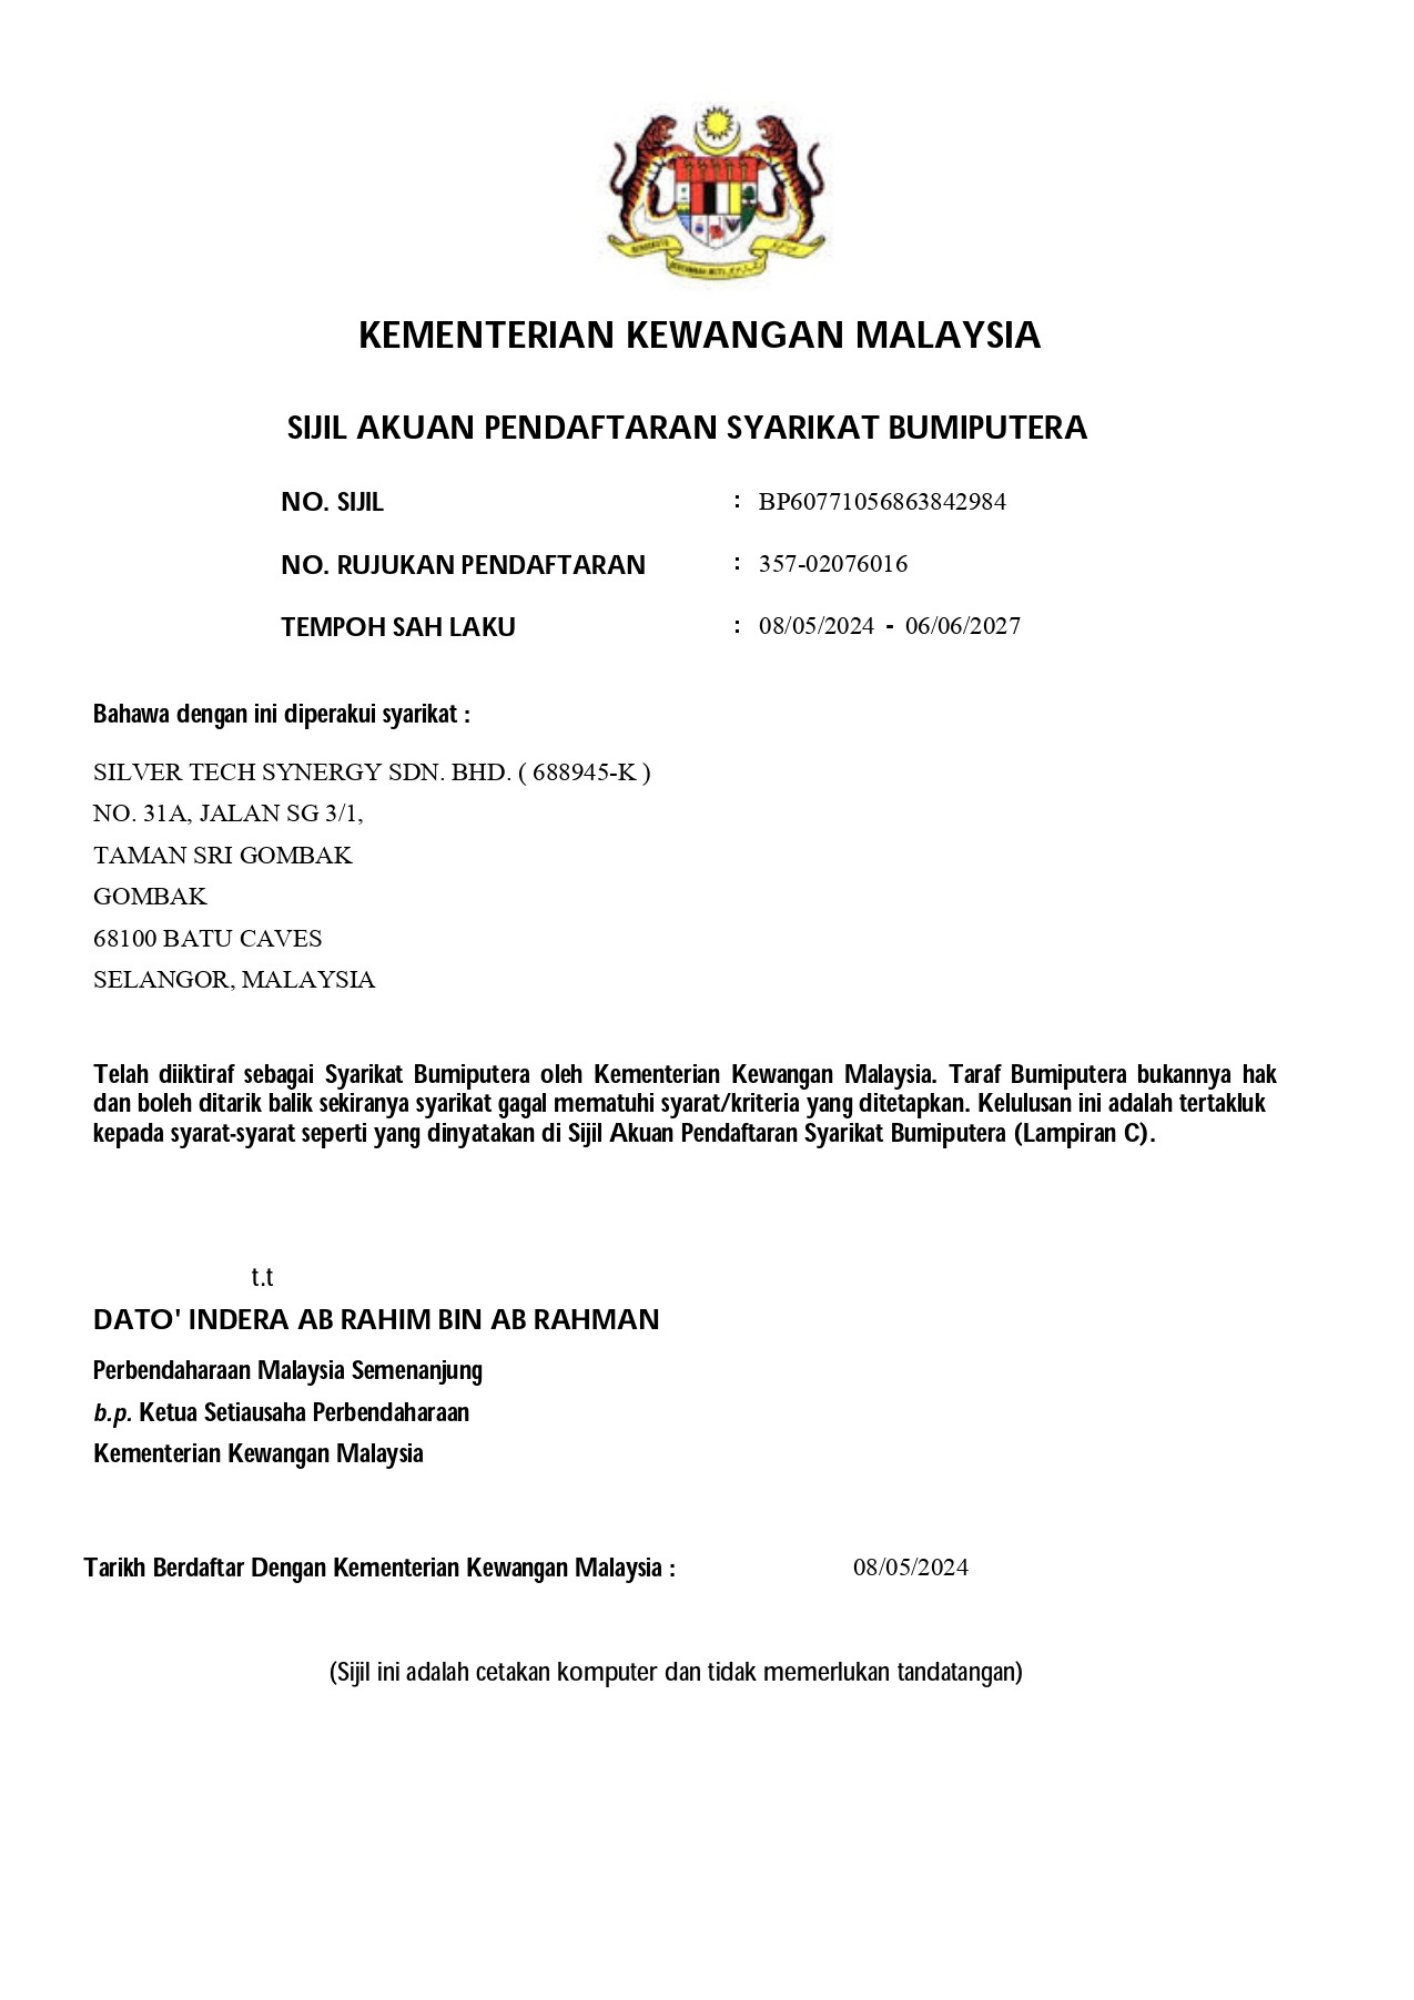 KEMENTERIAN KEWANGAN MALAYSIA
SIJIL AKUAN PENDAFTARAN SYARIKAT BUMIPUTERA
NO. SIJIL : BP60771056863842984
NO. RUJUKAN PENDAFTARAN : 357-02076016
TEMPOH SAH LAKU : 08/05/2024 - 06/06/2027
Bahawa dengan ini diperakui syarikat :
SILVER TECH SYNERGY SDN. BHD. ( 688945-K )
NO. 31A, JALAN SG 3/1,
TAMAN SRI GOMBAK
GOMBAK
68100 BATU CAVES
SELANGOR, MALAYSIA
Telah diiktiraf sebagai Syarikat Bumiputera oleh Kementerian Kewangan Malaysia. Taraf Bumiputera bukannya hak
dan boleh ditarik balik sekiranya syarikat gagal mematuhi syarat/kriteria yang ditetapkan. Kelulusan ini adalah tertakluk
kepada syarat-syarat seperti yang dinyatakan di Sijil Akuan Pendaftaran Syarikat Bumiputera (Lampiran C).
t.t
DATO' INDERA AB RAHIM BIN AB RAHMAN
Perbendaharaan Malaysia Semenanjung
b.p. Ketua Setiausaha Perbendaharaan
Kementerian Kewangan Malaysia
Tarikh Berdaftar Dengan Kementerian Kewangan Malaysia : 08/05/2024
(Sijil ini adalah cetakan komputer dan tidak memerlukan tandatangan)